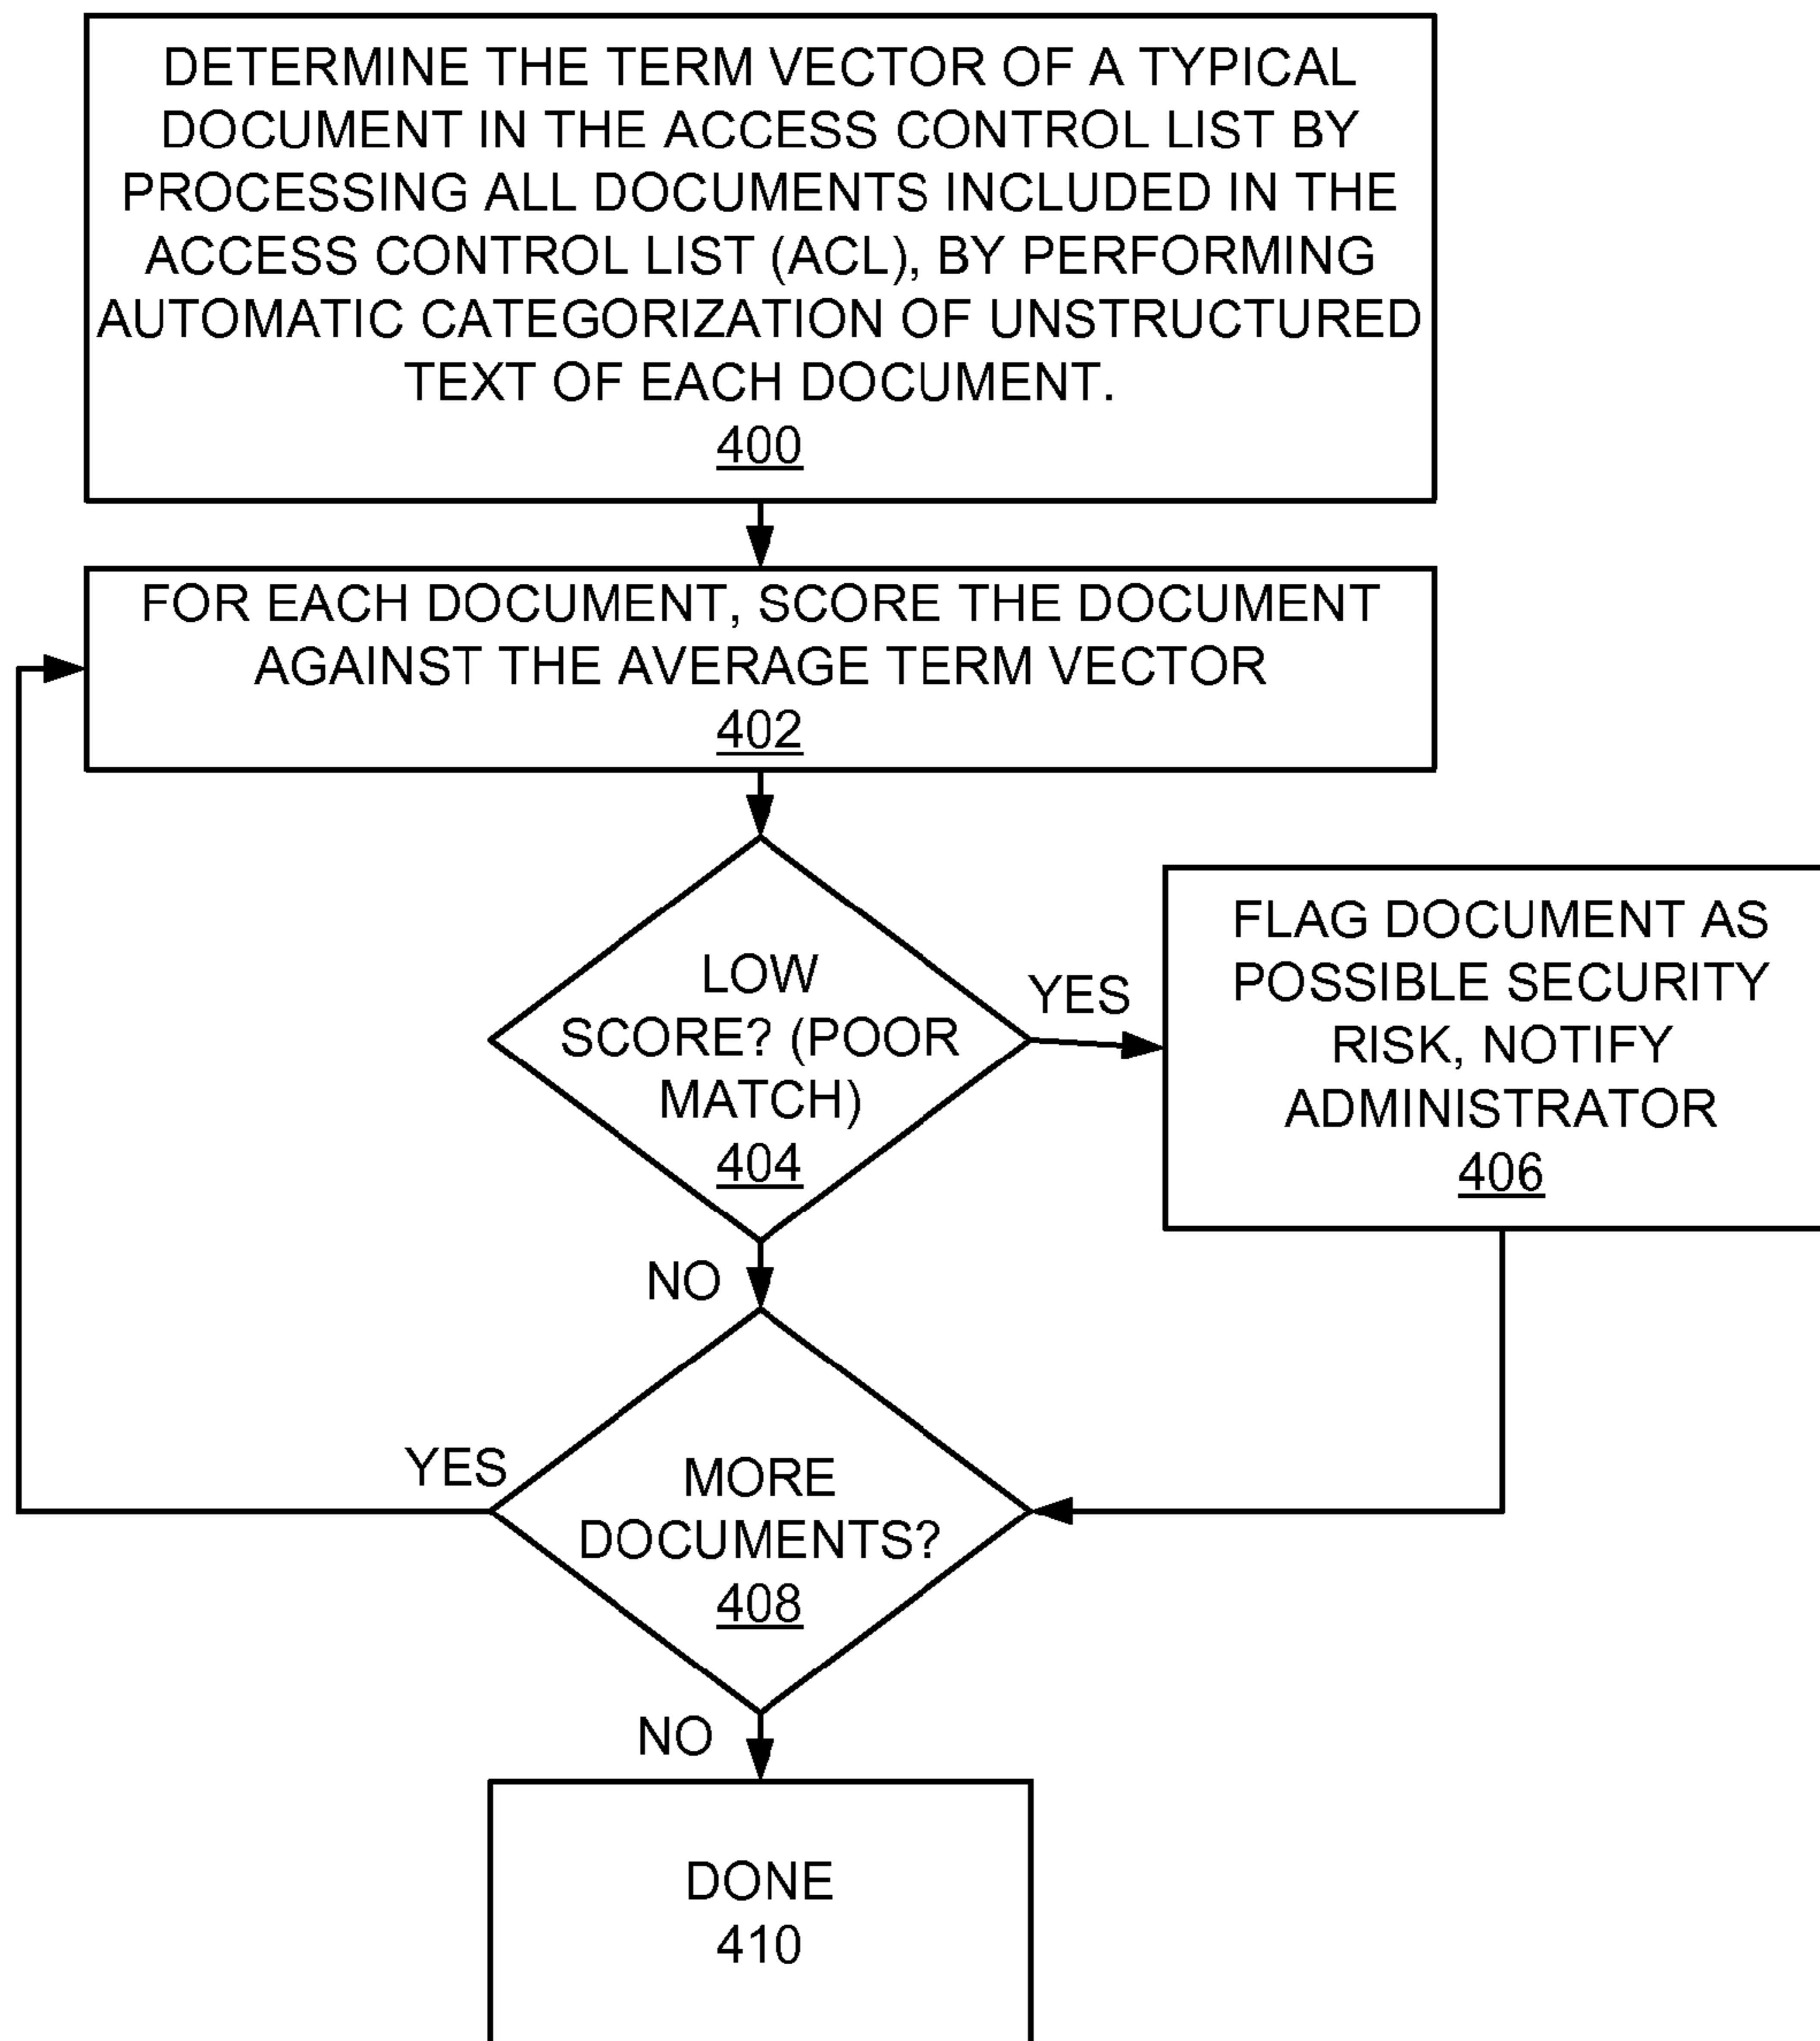 DETERMINE THE TERM VECTOR OF A TYPICAL
DOCUMENT IN THE ACCESS CONTROL LIST BY
PROCESSING ALL DOCUMENTS INCLUDED IN THE
ACCESS CONTROL LIST (ACL), BY PERFORMING
AUTOMATIC CATEGORIZATION OF UNSTRUCTURED
TEXT OF EACH DOCUMENT.
400
FOR EACH DOCUMENT, SCORE THE DOCUMENT
AGAINST THE AVERAGE TERM VECTOR
402
LOW
SCORE? (POOR
MATCH)
404
YES
FLAG DOCUMENT AS
POSSIBLE SECURITY
RISK, NOTIFY
ADMINISTRATOR
406
NO
YES
MORE
DOCUMENTS?
408
NO
DONE
410